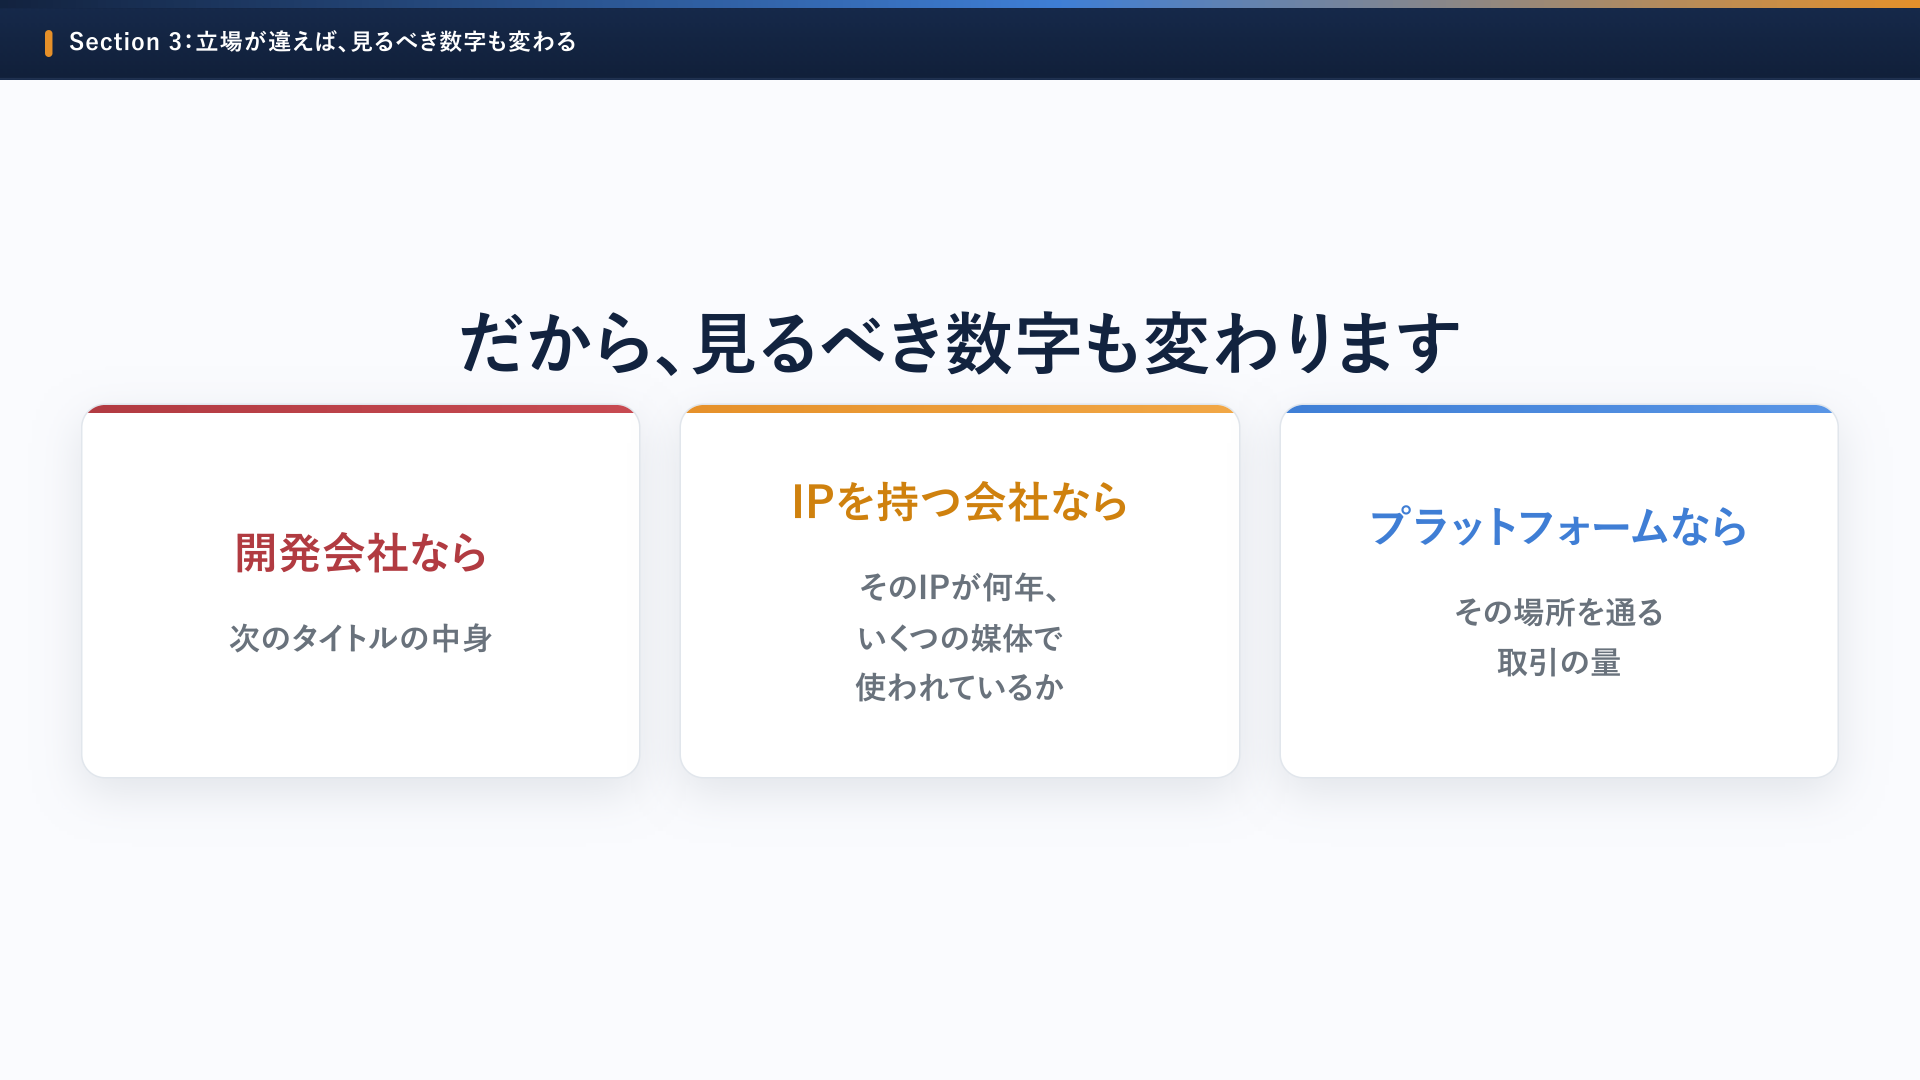 Section 3：立場が違えば、見るべき数字も変わる
だから、見るべき数字も変わります
開発会社なら
次のタイトルの中身
IPを持つ会社なら
そのIPが何年、
いくつの媒体で
使われているか
プラットフォームなら
その場所を通る
取引の量